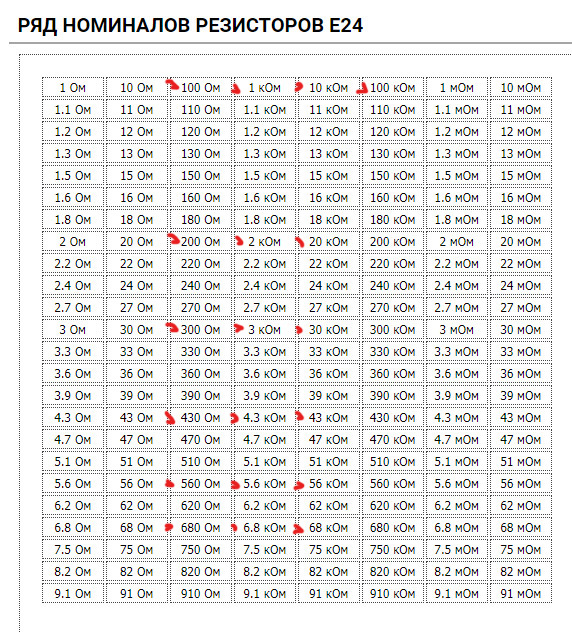 РЯД НОМИНАЛОВ РЕЗИСТОРОВ E24
1 Ом 10 Ом 100 Ом 1 кОм 10 кОм 100 кОм 1 мОм 10 мОм
1.1 Ом 11 Ом 110 Ом 1.1 кОм 11 кОм 110 кОм 1.1 мОм 11 мОм
1.2 Ом 12 Ом 120 Ом 1.2 кОм 12 кОм 120 кОм 1.2 мОм 12 мОм
1.3 Ом 13 Ом 130 Ом 1.3 кОм 13 кОм 130 кОм 1.3 мОм 13 мОм
1.5 Ом 15 Ом 150 Ом 1.5 кОм 15 кОм 150 кОм 1.5 мОм 15 мОм
1.6 Ом 16 Ом 160 Ом 1.6 кОм 16 кОм 160 кОм 1.6 мОм 16 мОм
1.8 Ом 18 Ом 180 Ом 1.8 кОм 18 кОм 180 кОм 1.8 мОм 18 мОм
2 Ом 20 Ом 200 Ом 2 кОм 20 кОм 200 кОм 2 мОм 20 мОм
2.2 Ом 22 Ом 220 Ом 2.2 кОм 22 кОм 220 кОм 2.2 мОм 22 мОм
2.4 Ом 24 Ом 240 Ом 2.4 кОм 24 кОм 240 кОм 2.4 мОм 24 мОм
2.7 Ом 27 Ом 270 Ом 2.7 кОм 27 кОм 270 кОм 2.7 мОм 27 мОм
3 Ом 30 Ом 300 Ом 3 кОм 30 кОм 300 кОм 3 мОм 30 мОм
3.3 Ом 33 Ом 330 Ом 3.3 кОм 33 кОм 330 кОм 3.3 мОм 33 мОм
3.6 Ом 36 Ом 360 Ом 3.6 кОм 36 кОм 360 кОм 3.6 мОм 36 мОм
3.9 Ом 39 Ом 390 Ом 3.9 кОм 39 кОм 390 кОм 3.9 мОм 39 мОм
4.3 Ом 43 Ом 430 Ом 4.3 кОм 43 кОм 430 кОм 4.3 мОм 43 мОм
4.7 Ом 47 Ом 470 Ом 4.7 кОм 47 кОм 470 кОм 4.7 мОм 47 мОм
5.1 Ом 51 Ом 510 Ом 5.1 кОм 51 кОм 510 кОм 5.1 мОм 51 мОм
5.6 Ом 56 Ом 560 Ом 5.6 кОм 56 кОм 560 кОм 5.6 мОм 56 мОм
6.2 Ом 62 Ом 620 Ом 6.2 кОм 62 кОм 620 кОм 6.2 мОм 62 мОм
6.8 Ом 68 Ом 680 Ом 6.8 кОм 68 кОм 680 кОм 6.8 мОм 68 мОм
7.5 Ом 75 Ом 750 Ом 7.5 кОм 75 кОм 750 кОм 7.5 мОм 75 мОм
8.2 Ом 82 Ом 820 Ом 8.2 кОм 82 кОм 820 кОм 8.2 мОм 82 мОм
9.1 Ом 91 Ом 910 Ом 9.1 кОм 91 кОм 910 кОм 9.1 мОм 91 мОм